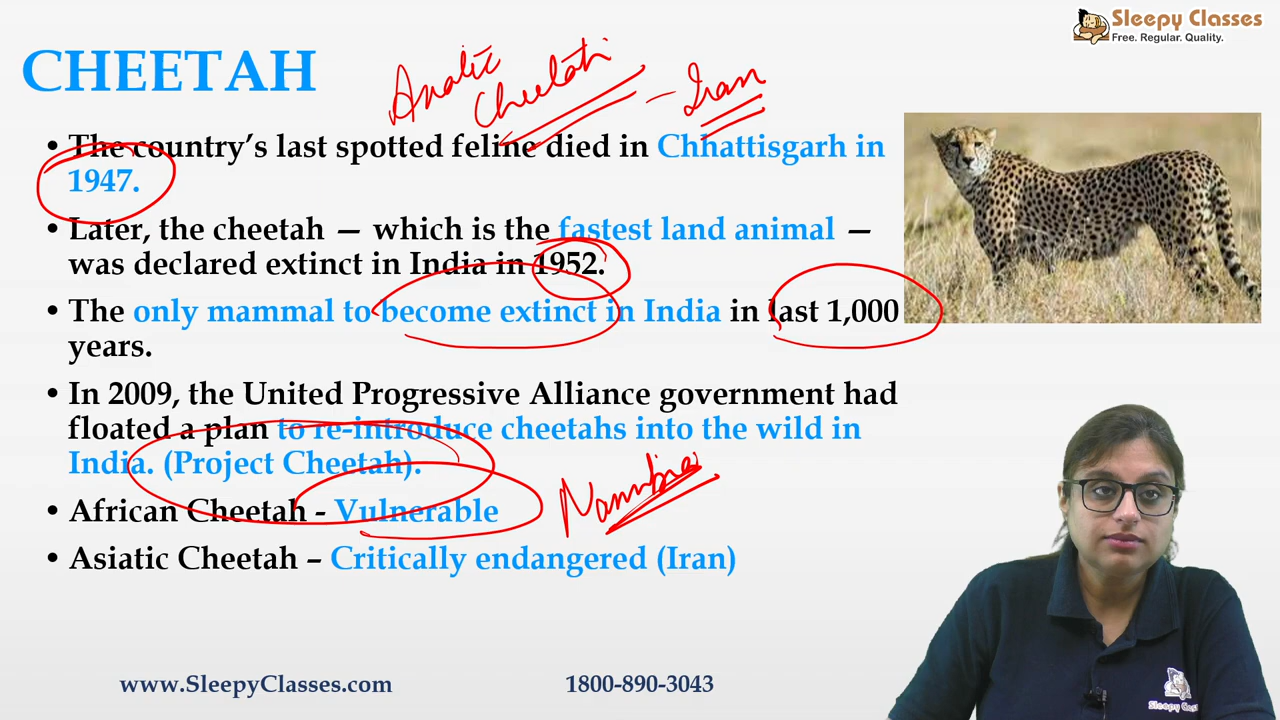 Sleepy Classes
Free. Regular. Quality.
CHEETAH
Asiatic
Cheetah
- Iran
• The country's last spotted feline died in Chhattisgarh in
1947.
• Later, the cheetah — which is the fastest land animal —
was declared extinct in India in 1952.
• The only mammal to become extinct in India in last 1,000
years.
• In 2009, the United Progressive Alliance government had
floated a plan to re-introduce cheetahs into the wild in
India. (Project Cheetah).
• African Cheetah - Vulnerable
Namibia
• Asiatic Cheetah – Critically endangered (Iran)
www.SleepyClasses.com
1800-890-3043